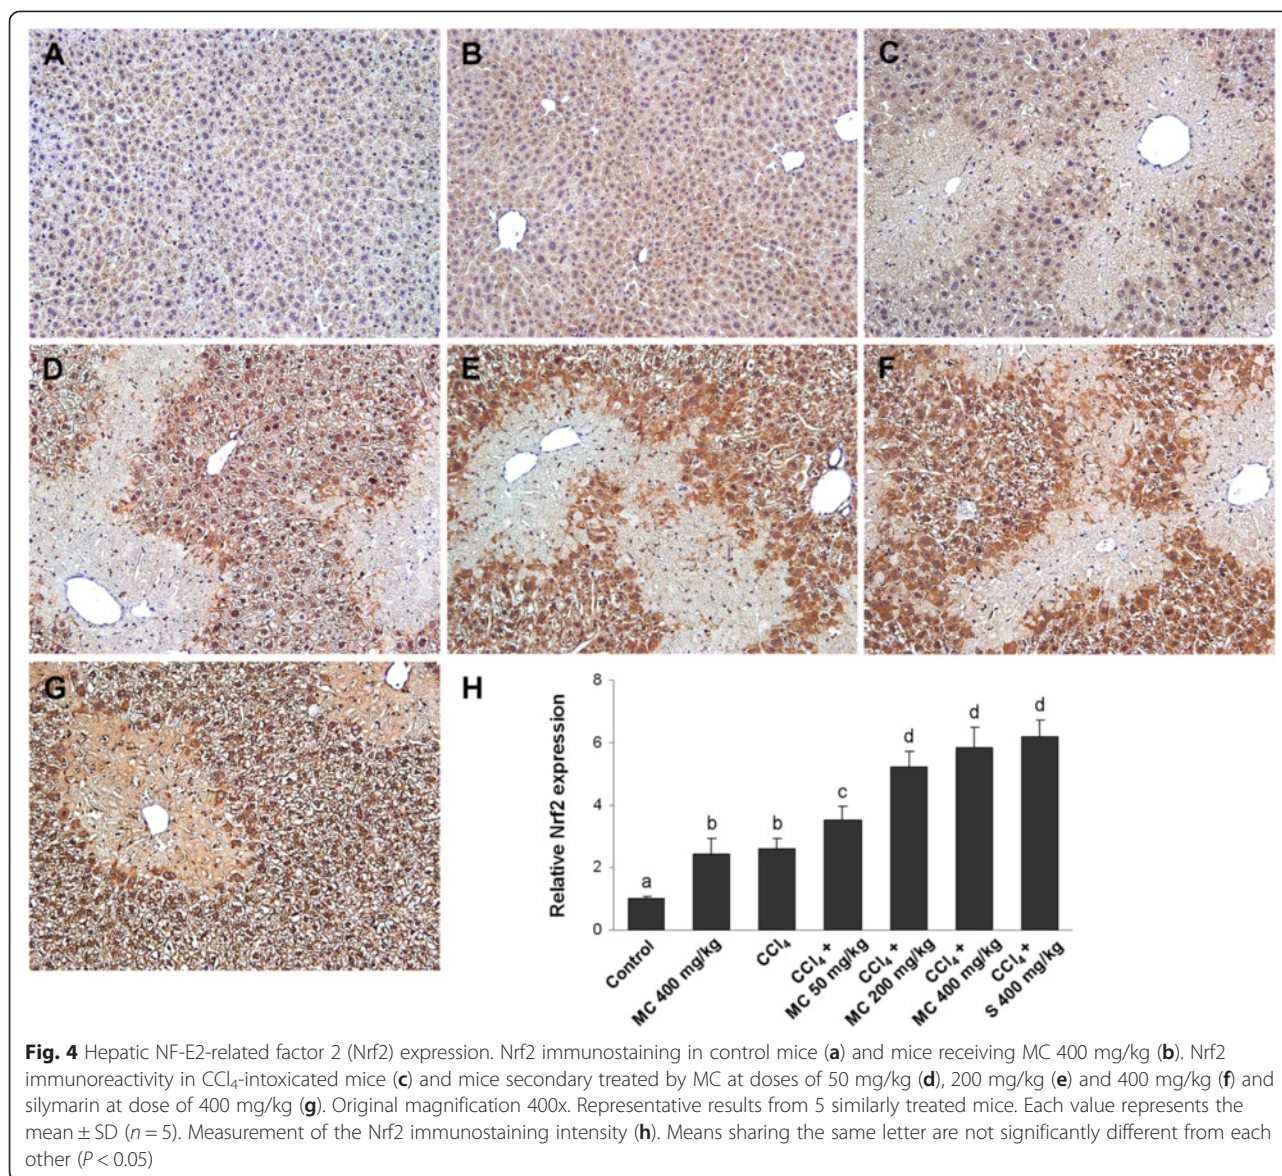 A
B
C
D
E
F
G
H
Relative Nrf2 expression
8
6
4
2
0
a
b
b
c
d
d
d
Control
MC 400 mg/kg
CCl₄
CCl₄ +
MC 50 mg/kg
CCl₄ +
MC 200 mg/kg
CCl₄ +
MC 400 mg/kg
CCl₄ +
S 400 mg/kg
Fig. 4 Hepatic NF-E2-related factor 2 (Nrf2) expression. Nrf2 immunostaining in control mice (a) and mice receiving MC 400 mg/kg (b). Nrf2
immunoreactivity in CCl₄-intoxicated mice (c) and mice secondary treated by MC at doses of 50 mg/kg (d), 200 mg/kg (e) and 400 mg/kg (f) and
silymarin at dose of 400 mg/kg (g). Original magnification 400x. Representative results from 5 similarly treated mice. Each value represents the
mean ± SD (n = 5). Measurement of the Nrf2 immunostaining intensity (h). Means sharing the same letter are not significantly different from each
other (P < 0.05)